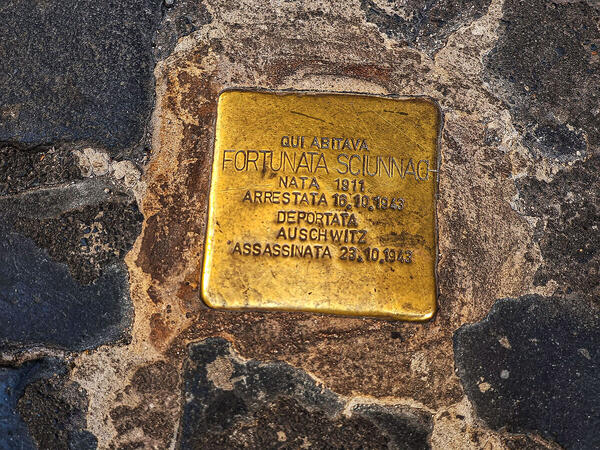 QUI ABITAVA
FORTUNATA SCIUNNACH
NATA 1911
ARRESTATA 16.10.1943
DEPORTATA
AUSCHWITZ
ASSASSINATA 23.10.1943